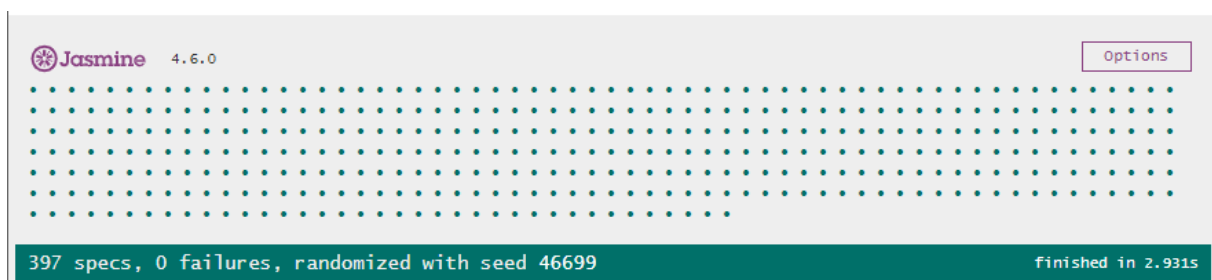 Jasmine 4.6.0 Options
397 specs, 0 failures, randomized with seed 46699 finished in 2.931s